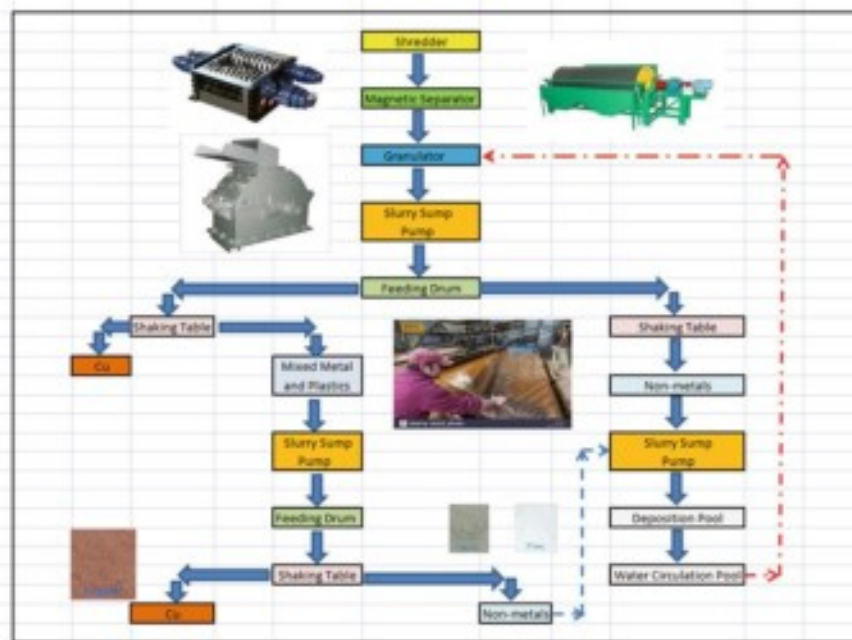 Shredder
Magnetic Separator
Granulator
Slurry Sump
Pump
Feeding Drum
Shaking Table
Shaking Table
Cu
Mixed Metal
and Plastics
Non-metals
Slurry Sump
Pump
Slurry Sump
Pump
Feeding Drum
Deposition Pool
Shaking Table
Water Circulation Pool
Cu
Non-metals